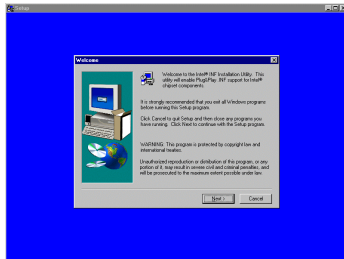 Setup
Welcome
Welcome to the Intel® INF Installation Utility. This
utility will enable Plug&Play INF support for Intel®
chipset components.
It is strongly recommended that you exit all Windows programs
before running this Setup program.
Click Cancel to quit Setup and then close any programs you
have running. Click Next to continue with the Setup program.
WARNING: This program is protected by copyright law and
international treaties.
Unauthorized reproduction or distribution of this program, or any
portion of it, may result in severe civil and criminal penalties, and
will be prosecuted to the maximum extent possible under law.
Next >
Cancel